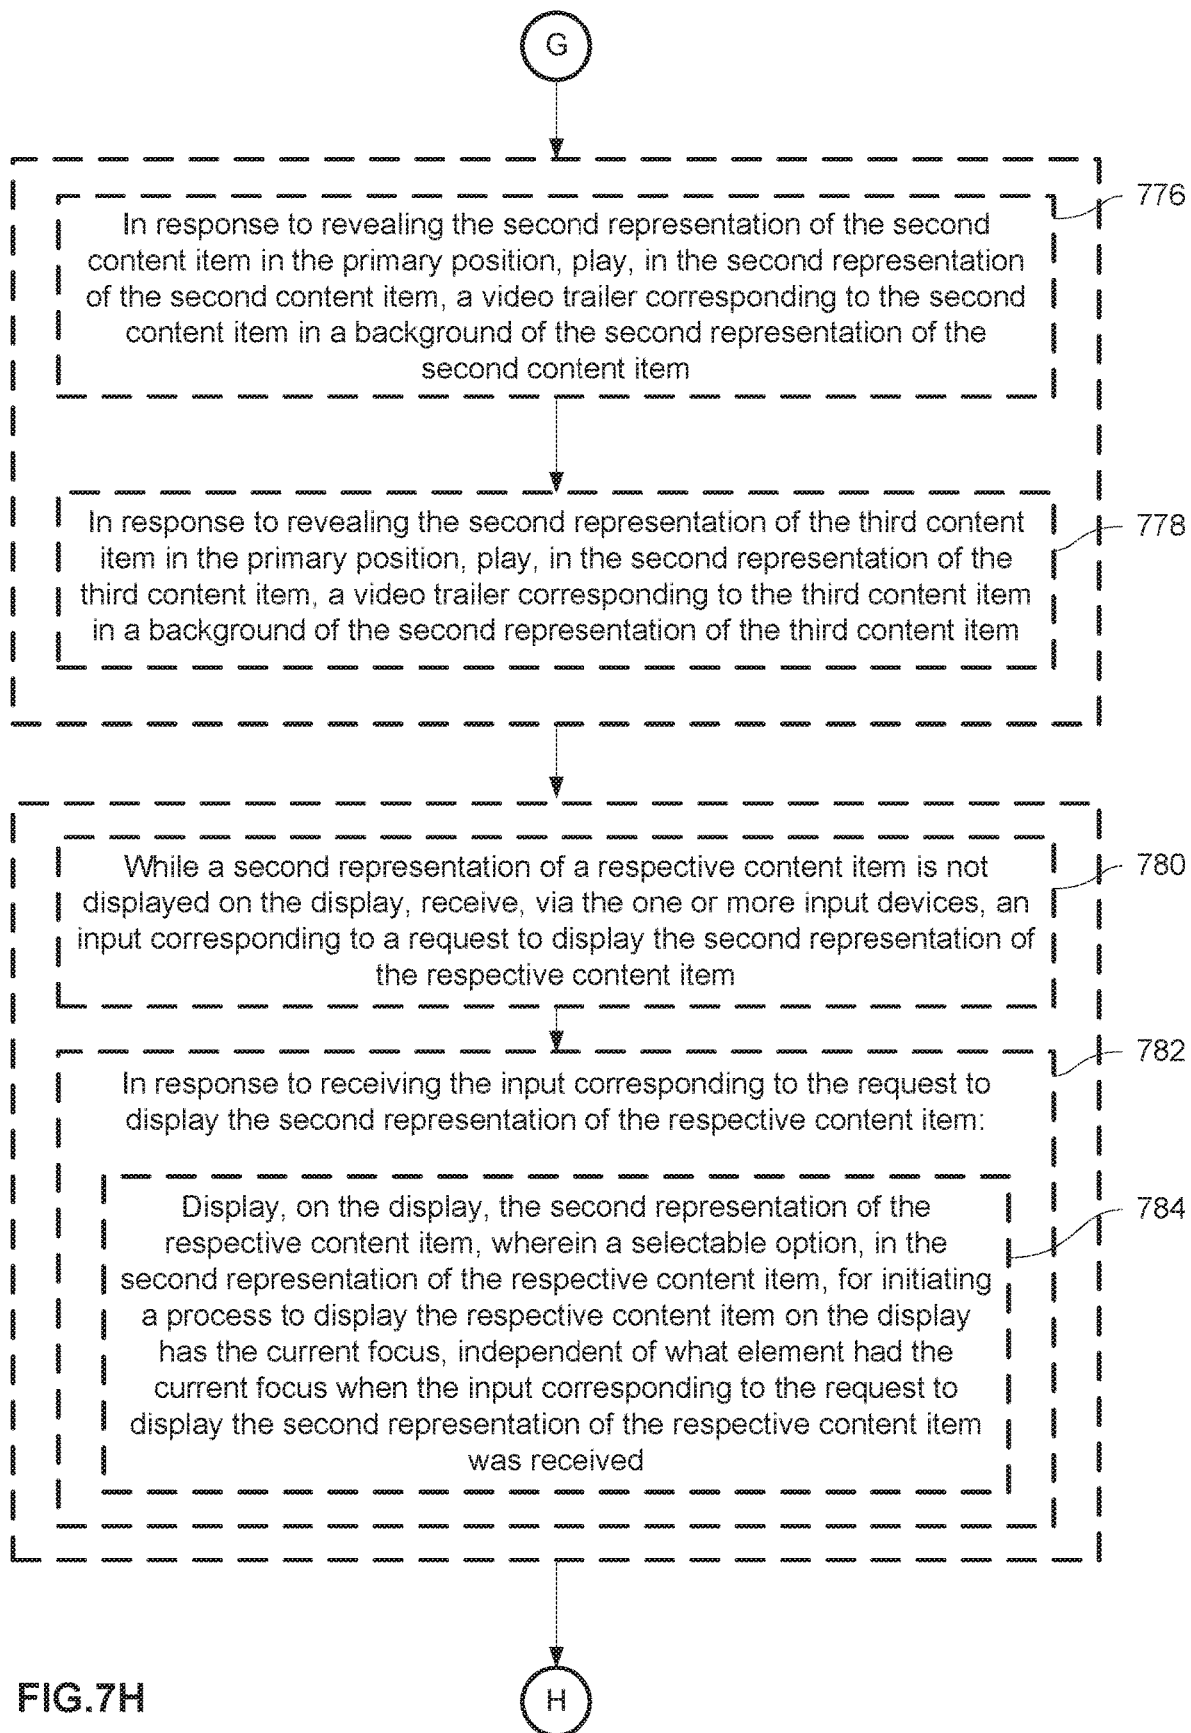 G
776
In response to revealing the second representation of the second
content item in the primary position, play, in the second representation
of the second content item, a video trailer corresponding to the second
content item in a background of the second representation of the
second content item
778
In response to revealing the second representation of the third content
item in the primary position, play, in the second representation of the
third content item, a video trailer corresponding to the third content item
in a background of the second representation of the third content item
780
While a second representation of a respective content item is not
displayed on the display, receive, via the one or more input devices, an
input corresponding to a request to display the second representation of
the respective content item
782
In response to receiving the input corresponding to the request to
display the second representation of the respective content item:
784
Display, on the display, the second representation of the
respective content item, wherein a selectable option, in the
second representation of the respective content item, for initiating
a process to display the respective content item on the display
has the current focus, independent of what element had the
current focus when the input corresponding to the request to
display the second representation of the respective content item
was received
FIG.7H
H